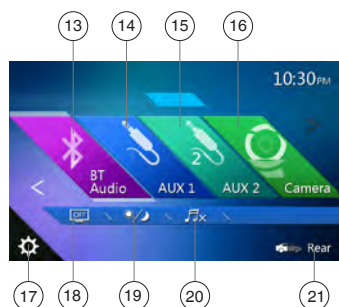 13 14 15 16
10:30PM
1 2
BT
Audio AUX 1 AUX 2 Camera
<
OFF
Rear
17 18 19 20 21